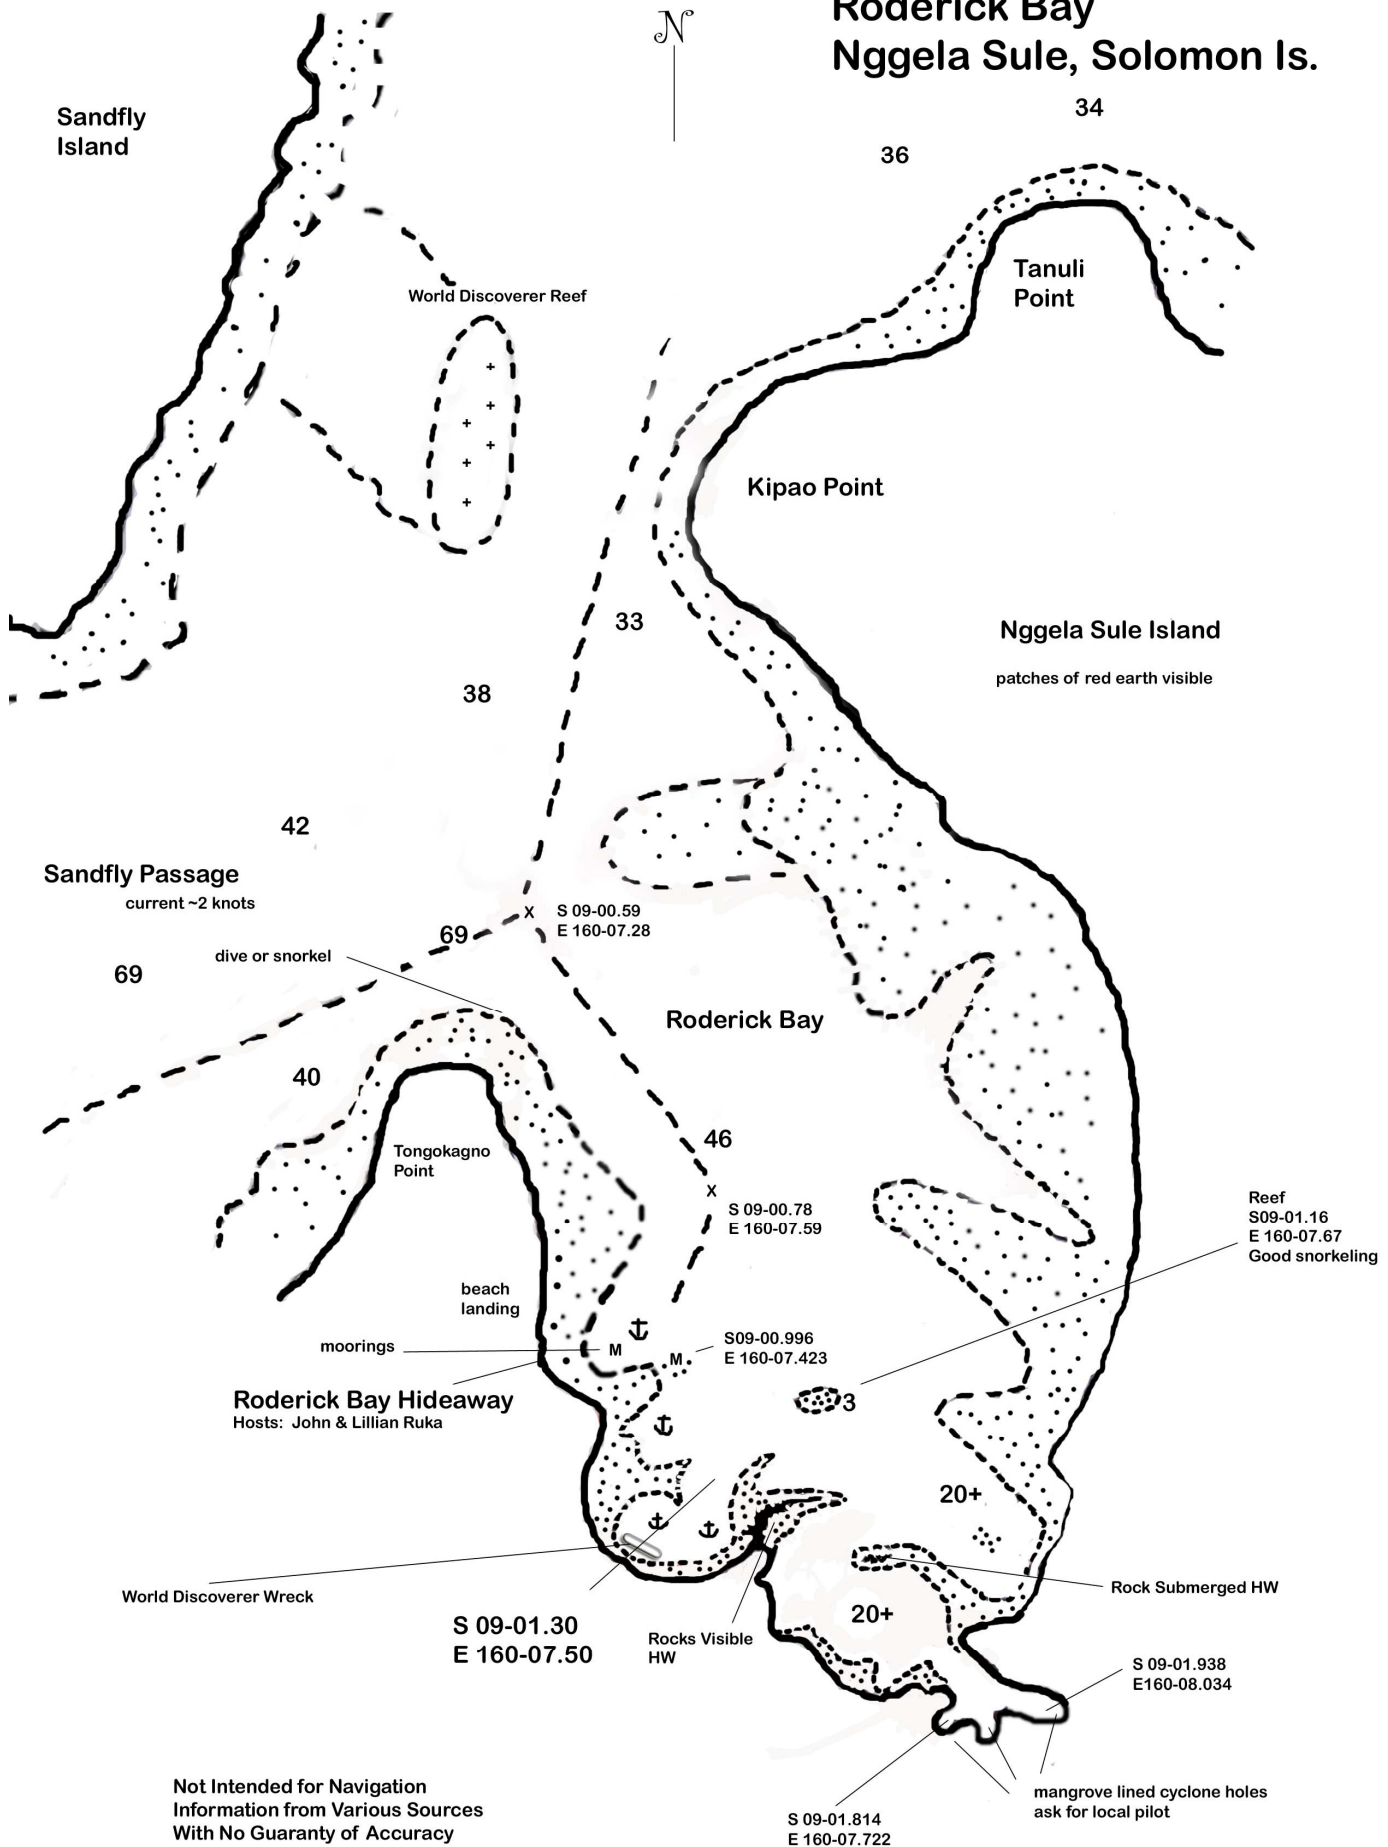 Roderick Bay
Nggela Sule, Solomon Is.
N
34
36
Sandfly
Island
Tanuli
Point
World Discoverer Reef
Kipao Point
33
Nggela Sule Island
patches of red earth visible
38
42
Sandfly Passage
current ~2 knots
X
S 09-00.59
E 160-07.28
69
dive or snorkel
69
Roderick Bay
40
46
Tongokagno
Point
X
S 09-00.78
E 160-07.59
Reef
S09-01.16
E 160-07.67
Good snorkeling
beach
landing
moorings
M
M
S09-00.996
E 160-07.423
Roderick Bay Hideaway
Hosts: John & Lillian Ruka
3
20+
World Discoverer Wreck
Rock Submerged HW
20+
S 09-01.30
E 160-07.50
Rocks Visible
HW
S 09-01.938
E160-08.034
mangrove lined cyclone holes
ask for local pilot
S 09-01.814
E 160-07.722
Not Intended for Navigation
Information from Various Sources
With No Guaranty of Accuracy